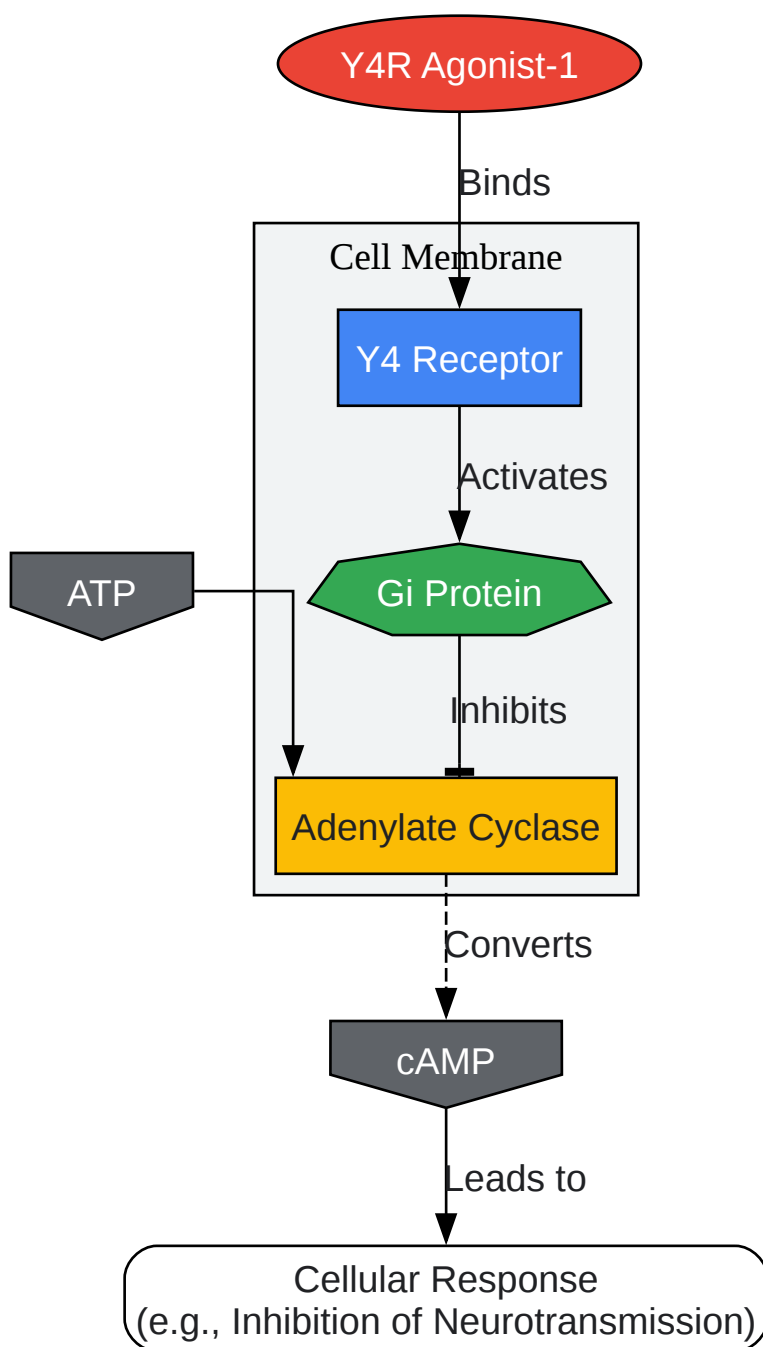 Y4R Agonist-1
Binds
Cell Membrane
Y4 Receptor
Activates
ATP
Gi Protein
Inhibits
Adenylate Cyclase
Converts
cAMP
Leads to
Cellular Response
(e.g., Inhibition of Neurotransmission)